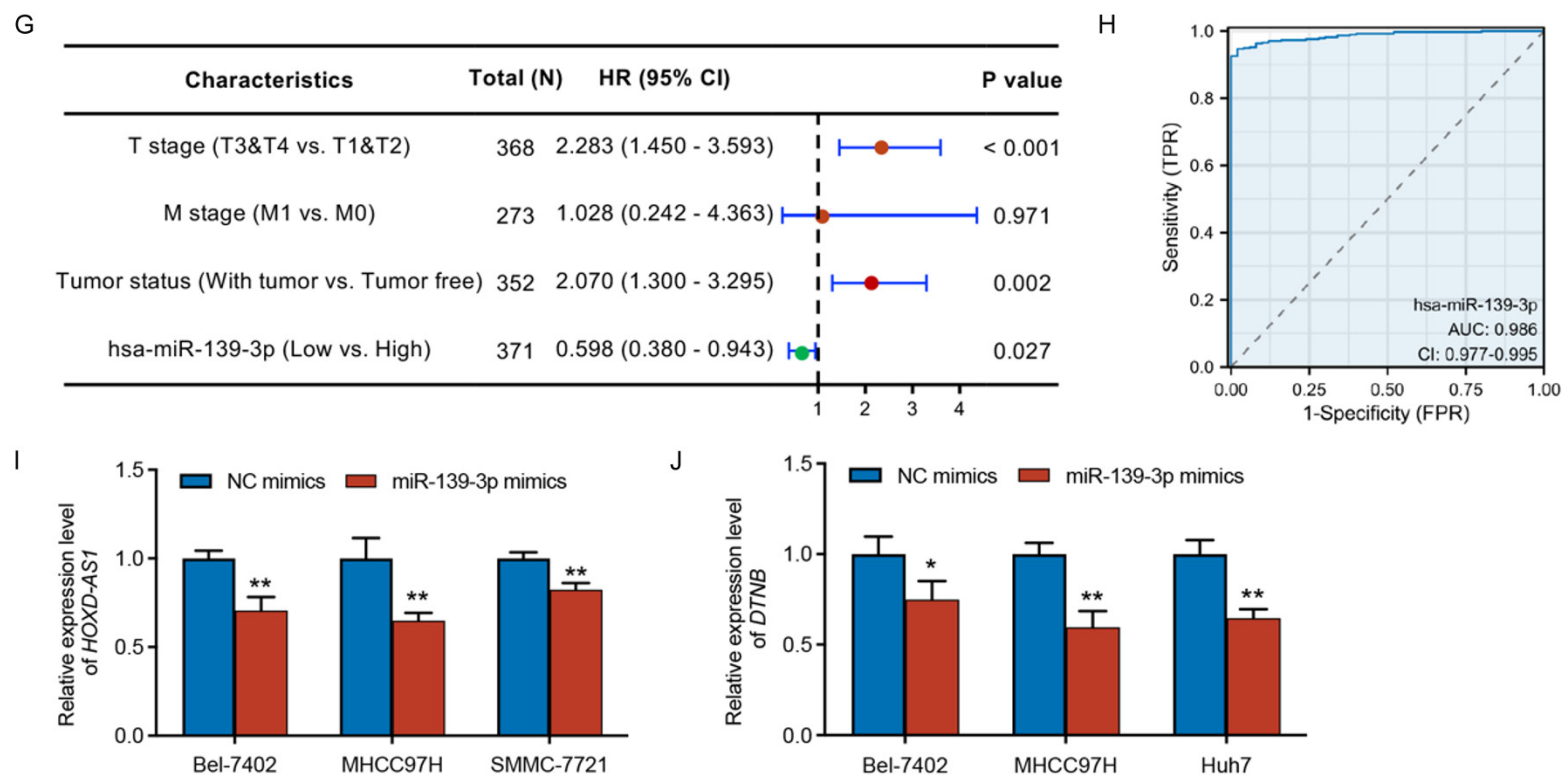 G
Characteristics Total (N) HR (95% CI) P value
T stage (T3&T4 vs. T1&T2) 368 2.283 (1.450 - 3.593) < 0.001
M stage (M1 vs. M0) 273 1.028 (0.242 - 4.363) 0.971
Tumor status (With tumor vs. Tumor free) 352 2.070 (1.300 - 3.295) 0.002
hsa-miR-139-3p (Low vs. High) 371 0.598 (0.380 - 0.943) 0.027
1 2 3 4
H
Sensitivity (TPR)
1.0
0.8
0.6
0.4
0.2
0.0
hsa-miR-139-3p
AUC: 0.986
CI: 0.977-0.995
0.00 0.25 0.50 0.75 1.00
1-Specificity (FPR)
I
Relative expression level
of HOXD-AS1
NC mimics miR-139-3p mimics
1.5
1.0
0.5
0.0
** ** **
Bel-7402 MHCC97H SMMC-7721
J
Relative expression level
of DTNB
NC mimics miR-139-3p mimics
1.5
1.0
0.5
0.0
* ** **
Bel-7402 MHCC97H Huh7